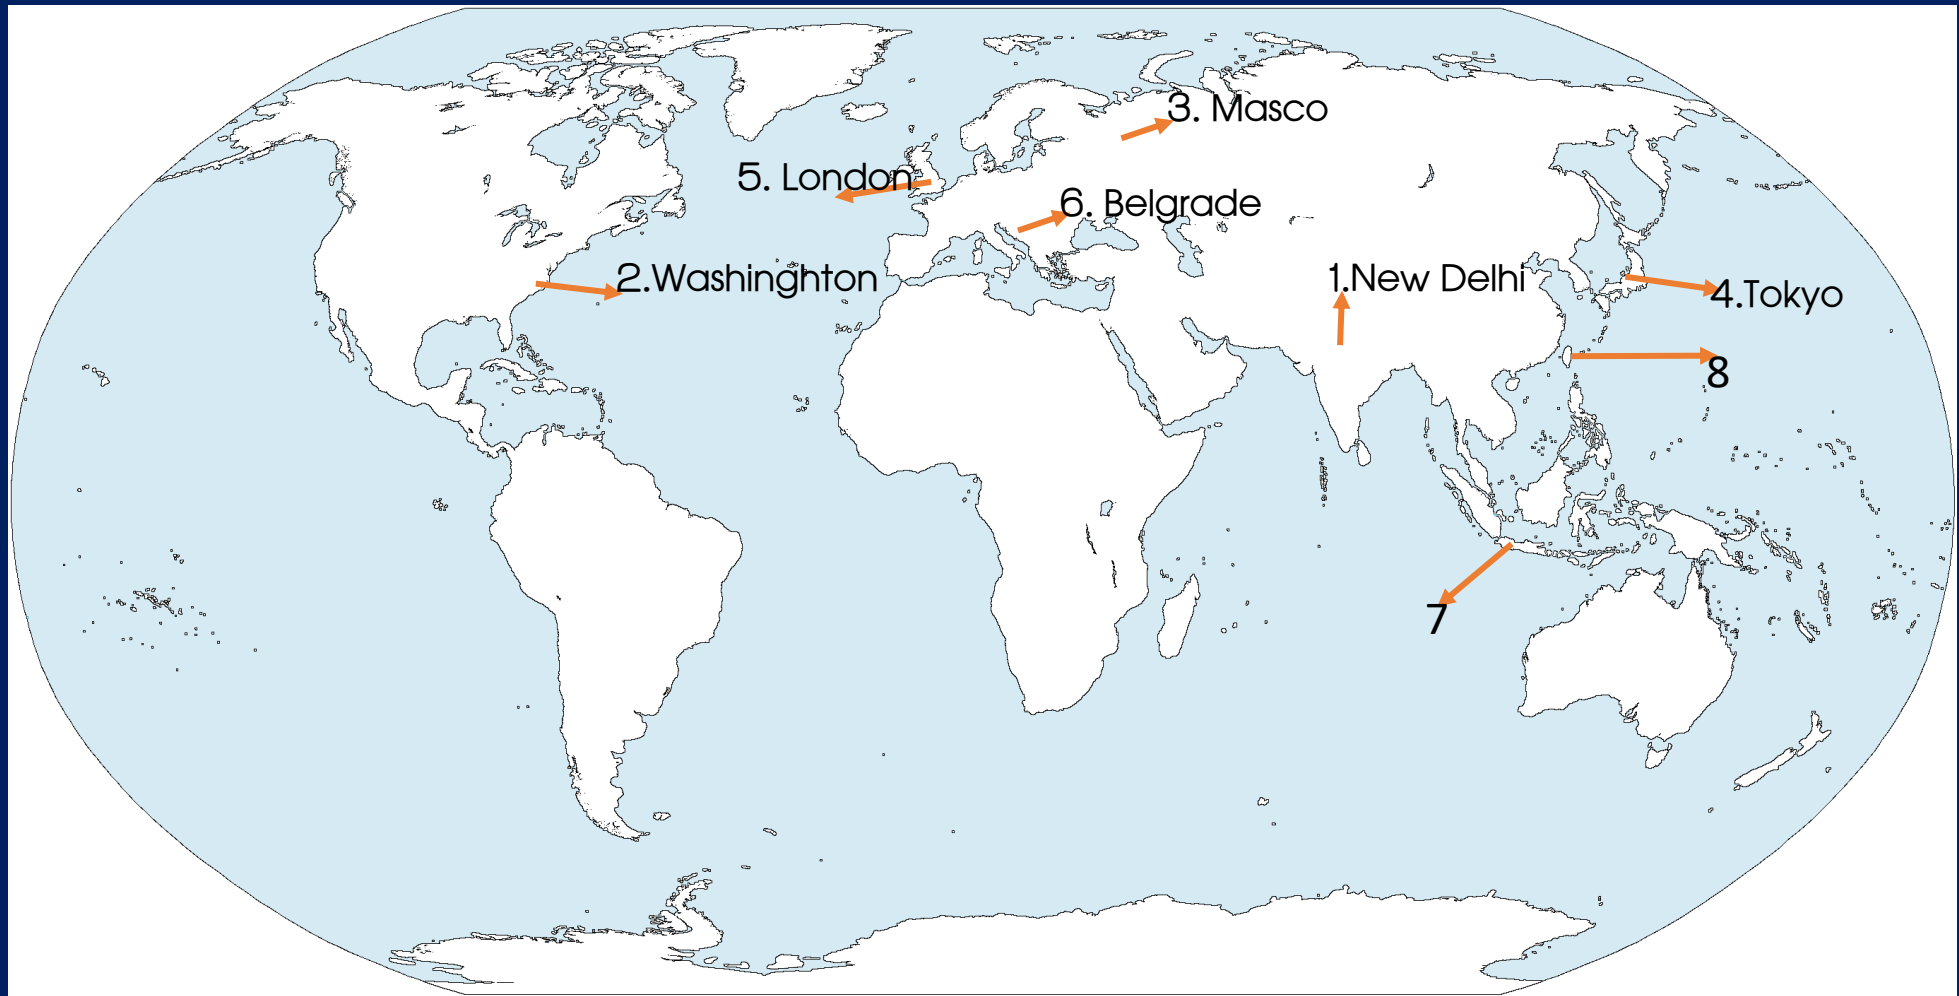 3. Masco
5. London
6. Belgrade
2.Washinghton
1.New Delhi
4.Tokyo
8
7